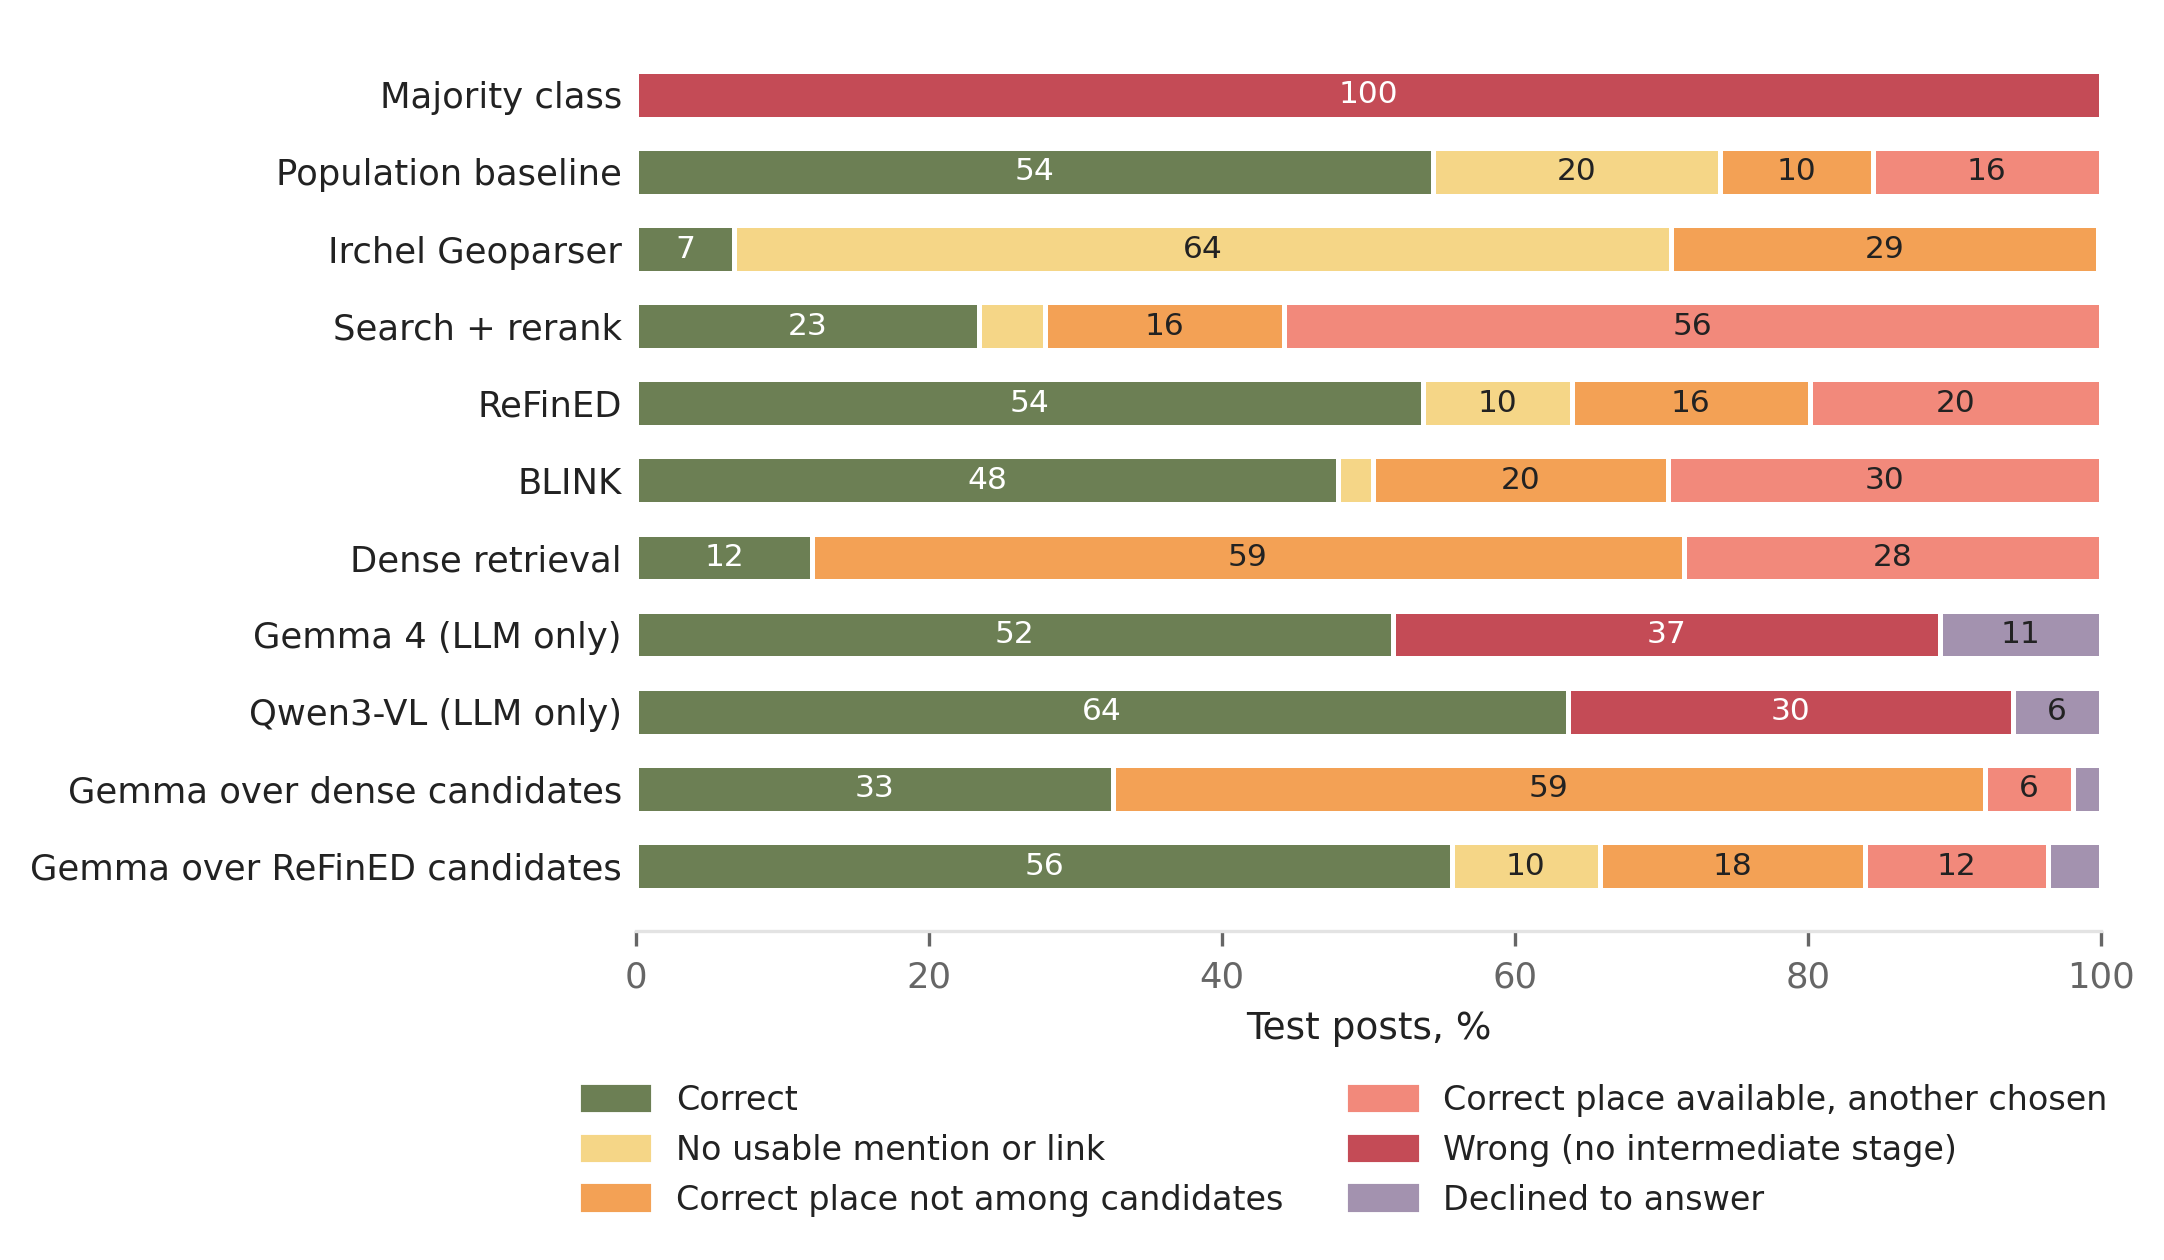 Majority class 100
Population baseline 54 20 10 16
Irchel Geoparser 7 64 29
Search + rerank 23 16 56
ReFinED 54 10 16 20
BLINK 48 20 30
Dense retrieval 12 59 28
Gemma 4 (LLM only) 52 37 11
Qwen3-VL (LLM only) 64 30 6
Gemma over dense candidates 33 59 6
Gemma over ReFinED candidates 56 10 18 12
0 20 40 60 80 100
Test posts, %
Correct
No usable mention or link
Correct place not among candidates
Correct place available, another chosen
Wrong (no intermediate stage)
Declined to answer